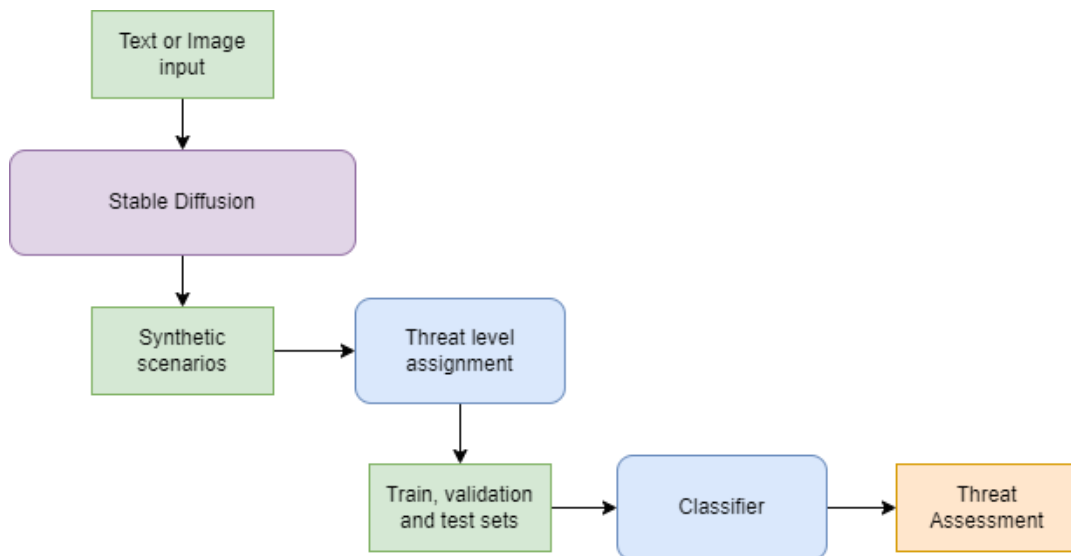 Text or Image
input
Stable Diffusion
Synthetic
scenarios
Threat level
assignment
Train, validation
and test sets
Classifier
Threat
Assessment